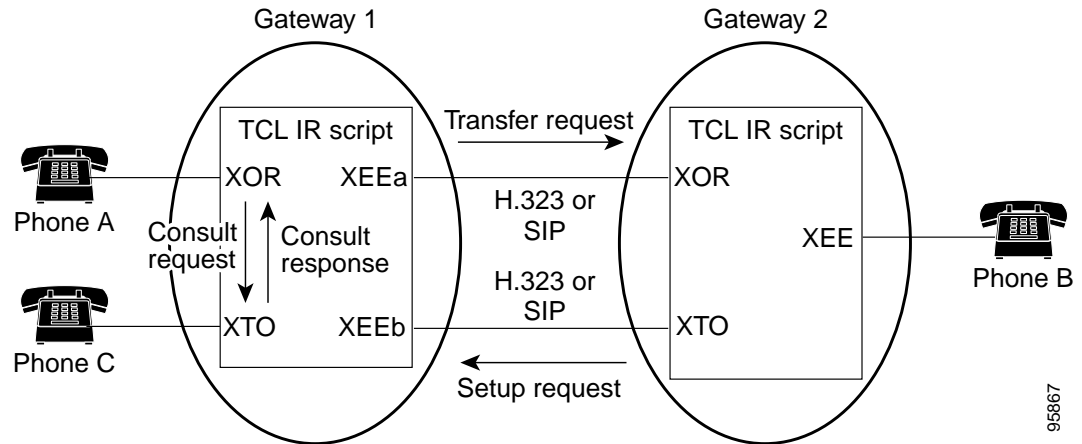 Gateway 1
Gateway 2
TCL IR script
Transfer request
TCL IR script
XOR
XEEa
XOR
Phone A
H.323 or
SIP
Consult
request
Consult
response
XEE
Phone B
H.323 or
SIP
XTO
XEEb
XTO
Phone C
Setup request
95867